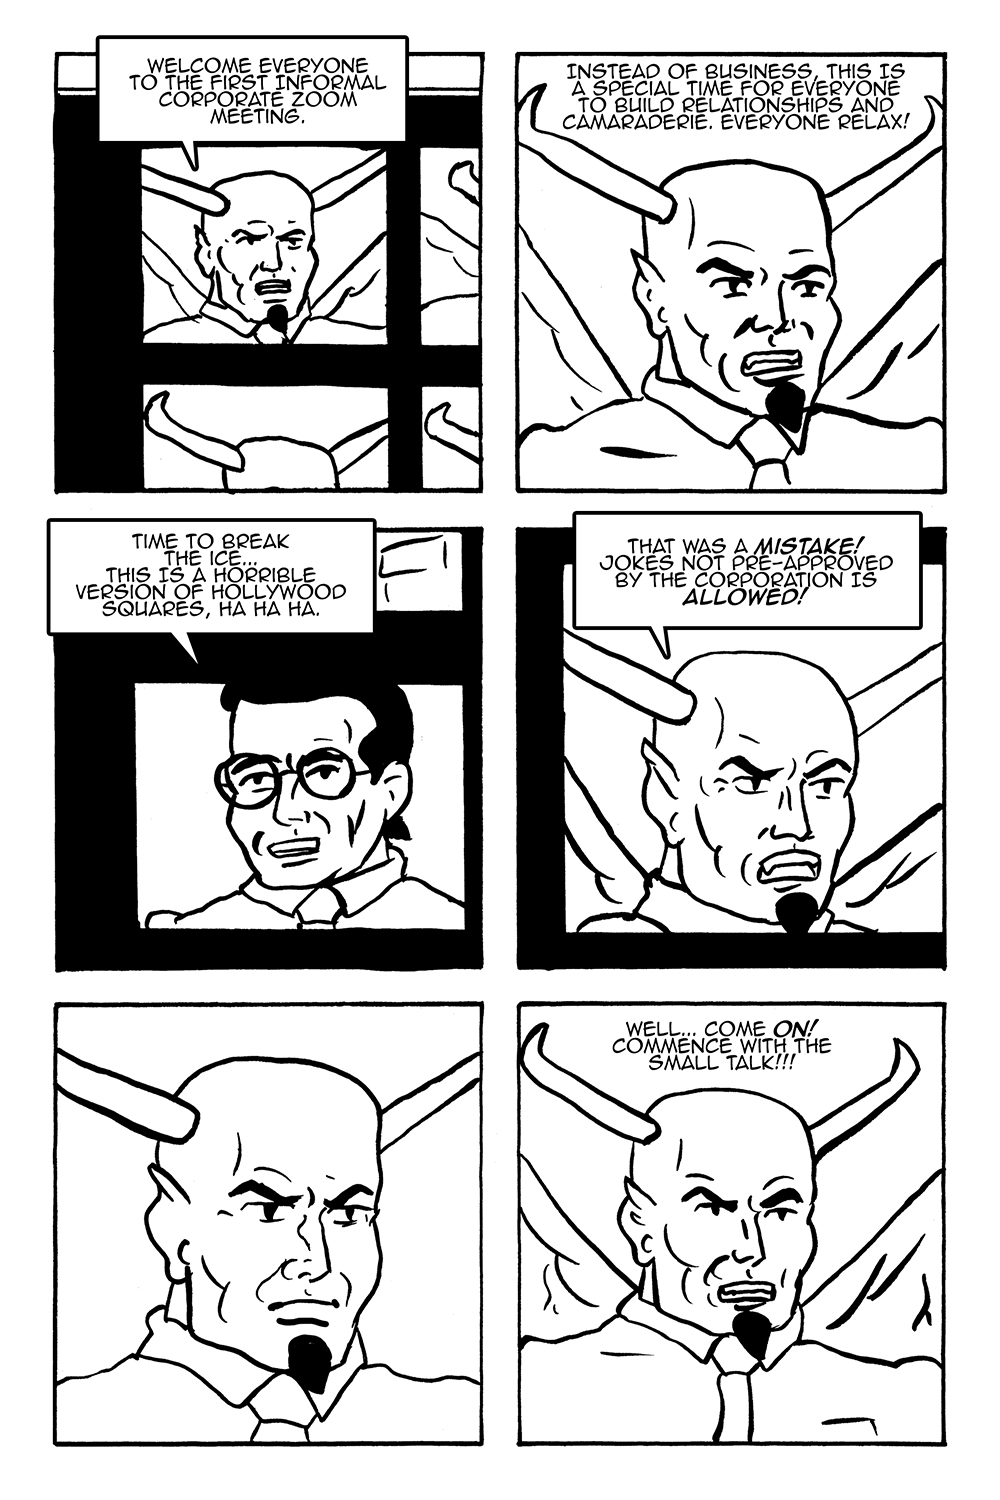 WELCOME EVERYONE
TO THE FIRST INFORMAL
CORPORATE ZOOM
MEETING.
INSTEAD OF BUSINESS, THIS IS
A SPECIAL TIME FOR EVERYONE
TO BUILD RELATIONSHIPS AND
CAMARADERIE. EVERYONE RELAX!
TIME TO BREAK
THE ICE...
THIS IS A HORRIBLE
VERSION OF HOLLYWOOD
SQUARES, HA HA HA.
THAT WAS A MISTAKE!
JOKES NOT PRE-APPROVED
BY THE CORPORATION IS
ALLOWED!
WELL... COME ON!
COMMENCE WITH THE
SMALL TALK!!!